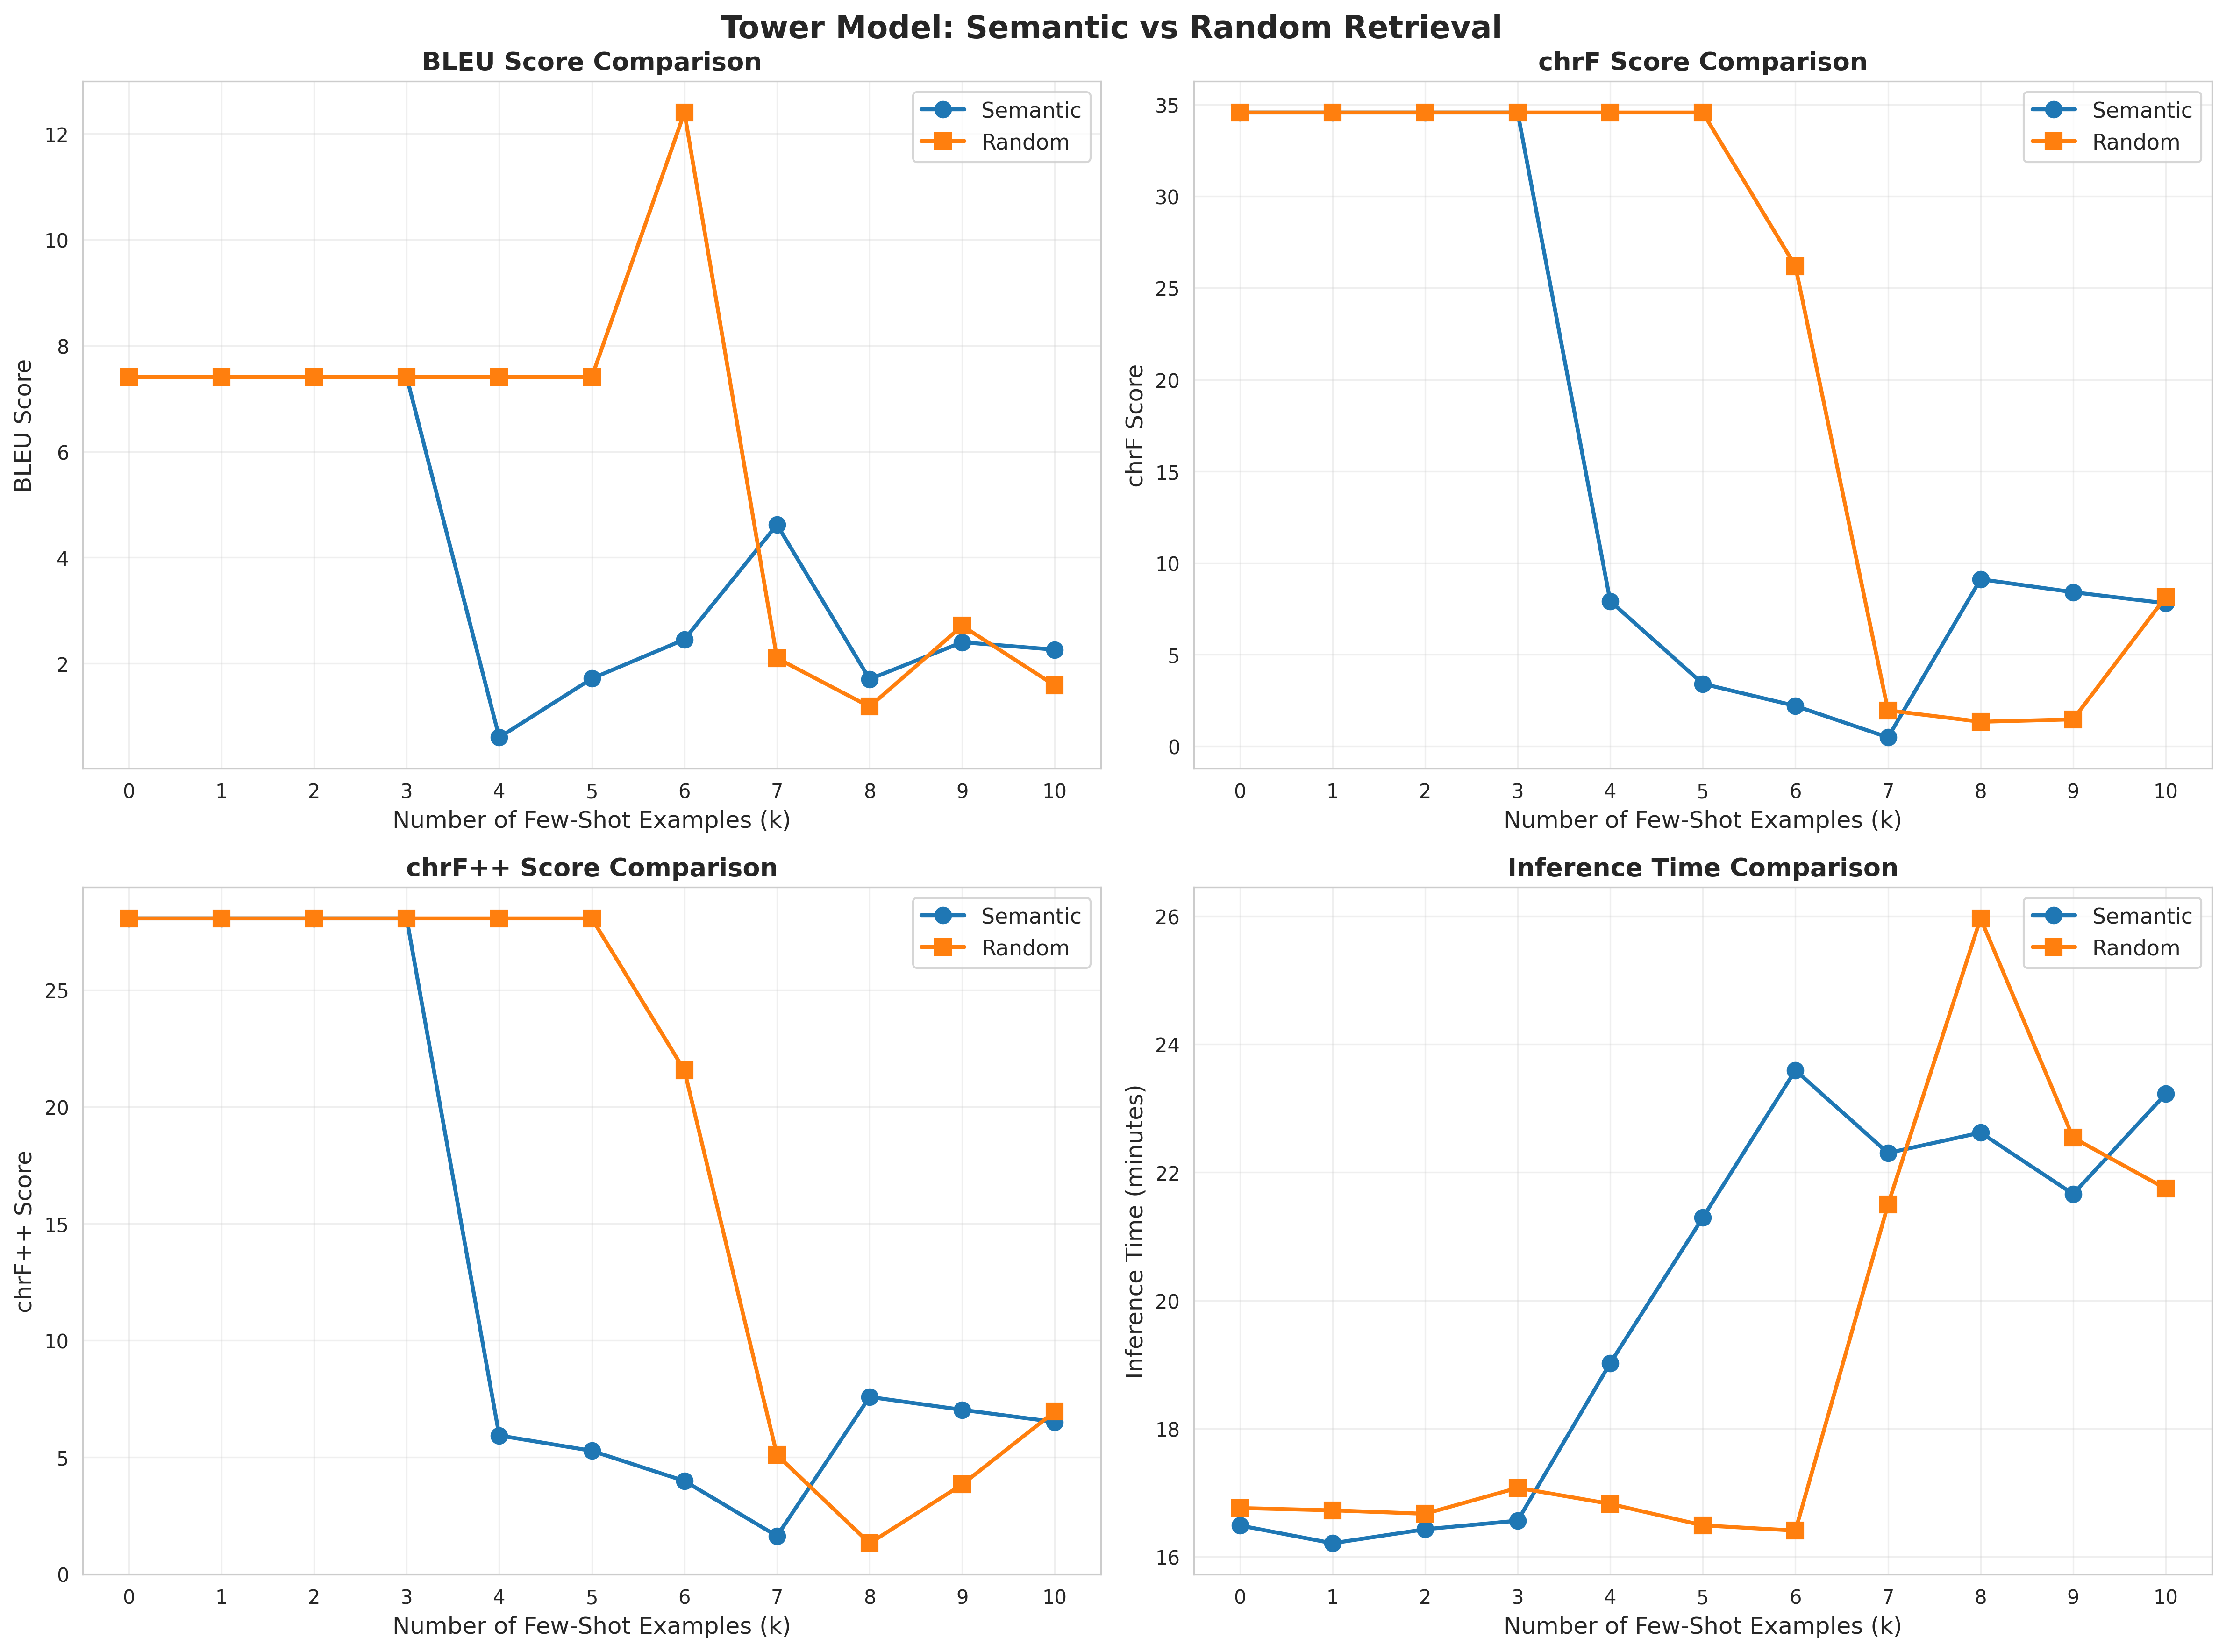 Tower Model: Semantic vs Random Retrieval
BLEU Score Comparison
Semantic
Random
12
10
8
6
4
2
BLEU Score
0 1 2 3 4 5 6 7 8 9 10
Number of Few-Shot Examples (k)
chrF Score Comparison
Semantic
Random
35
30
25
20
15
10
5
0
chrF Score
0 1 2 3 4 5 6 7 8 9 10
Number of Few-Shot Examples (k)
chrF++ Score Comparison
Semantic
Random
25
20
15
10
5
0
chrF++ Score
0 1 2 3 4 5 6 7 8 9 10
Number of Few-Shot Examples (k)
Inference Time Comparison
Semantic
Random
26
24
22
20
18
16
Inference Time (minutes)
0 1 2 3 4 5 6 7 8 9 10
Number of Few-Shot Examples (k)